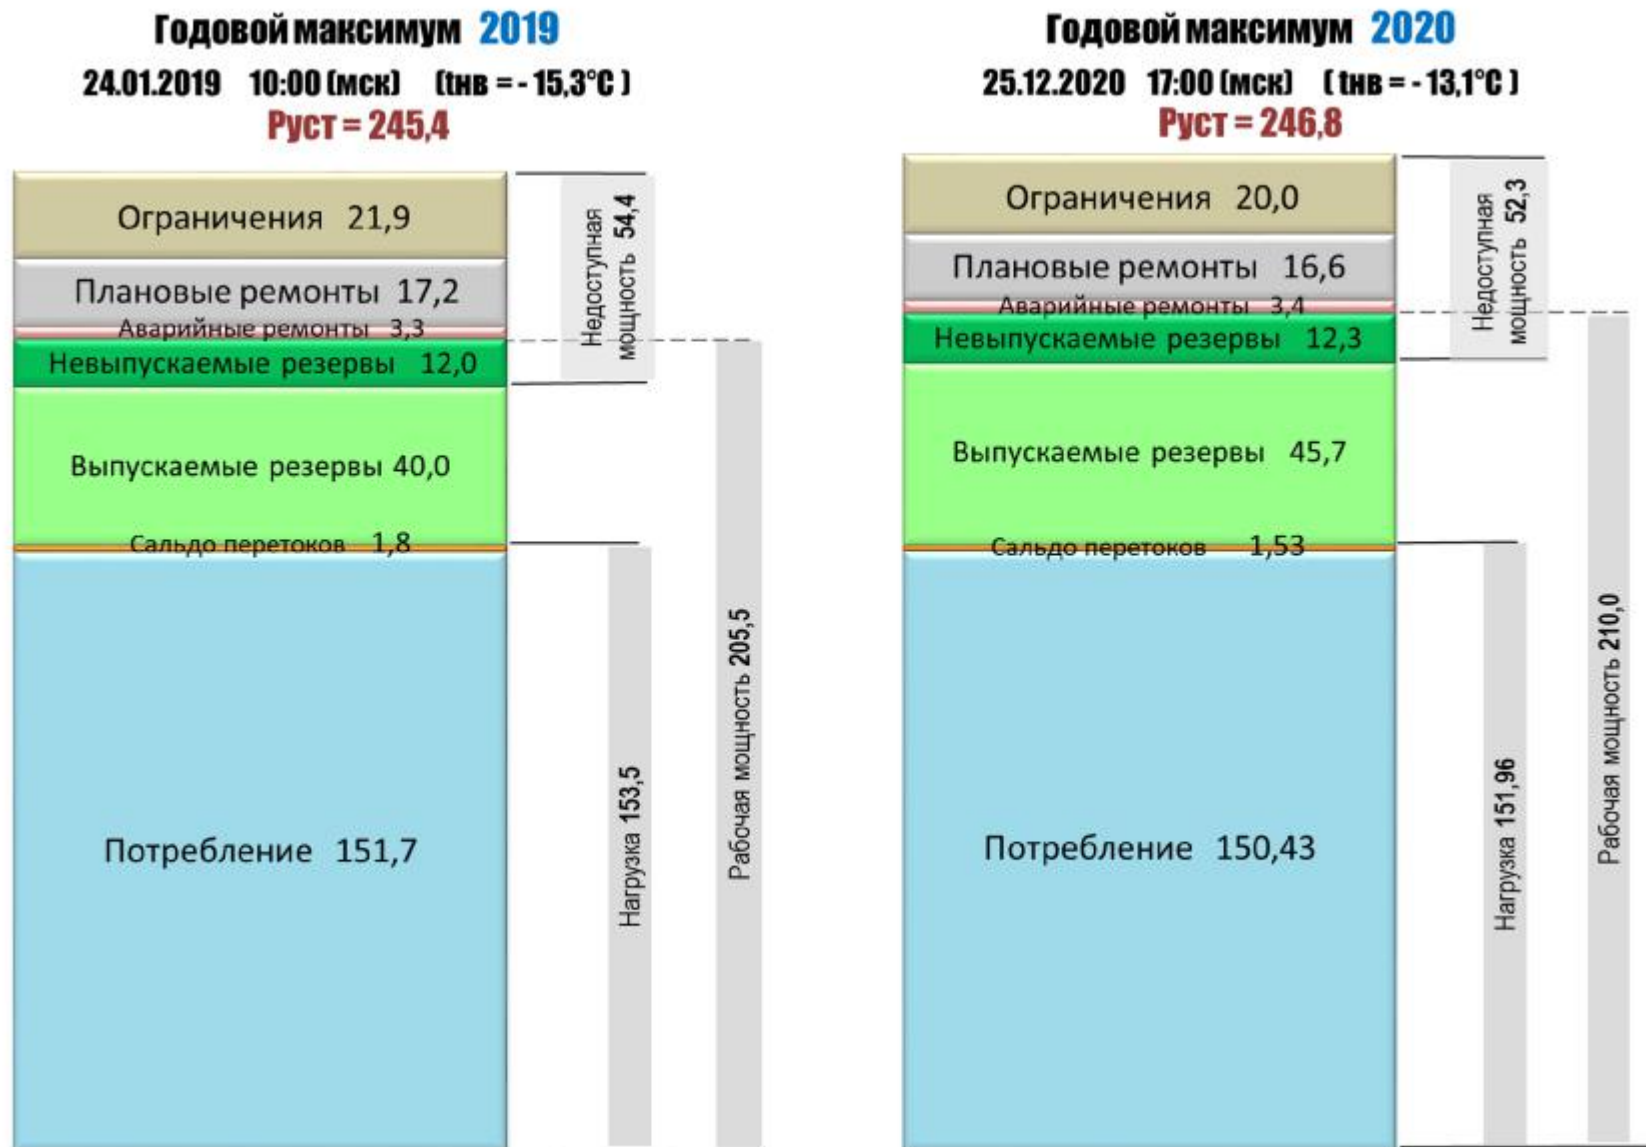 Годовой максимум 2019
24.01.2019 10:00 (мск) (tнв = - 15,3°C )
Руст = 245,4
Ограничения 21,9
Плановые ремонты 17,2
Аварийные ремонты 3,3
Невыпускаемые резервы 12,0
Выпускаемые резервы 40,0
Сальдо перетоков 1,8
Потребление 151,7
Недоступная
мощность 54,4
Нагрузка 153,5
Рабочая мощность 205,5
Годовой максимум 2020
25.12.2020 17:00 (мск) ( tнв = - 13,1°C )
Руст = 246,8
Ограничения 20,0
Плановые ремонты 16,6
Аварийные ремонты 3,4
Невыпускаемые резервы 12,3
Выпускаемые резервы 45,7
Сальдо перетоков 1,53
Потребление 150,43
Недоступная
мощность 52,3
Нагрузка 151,96
Рабочая мощность 210,0